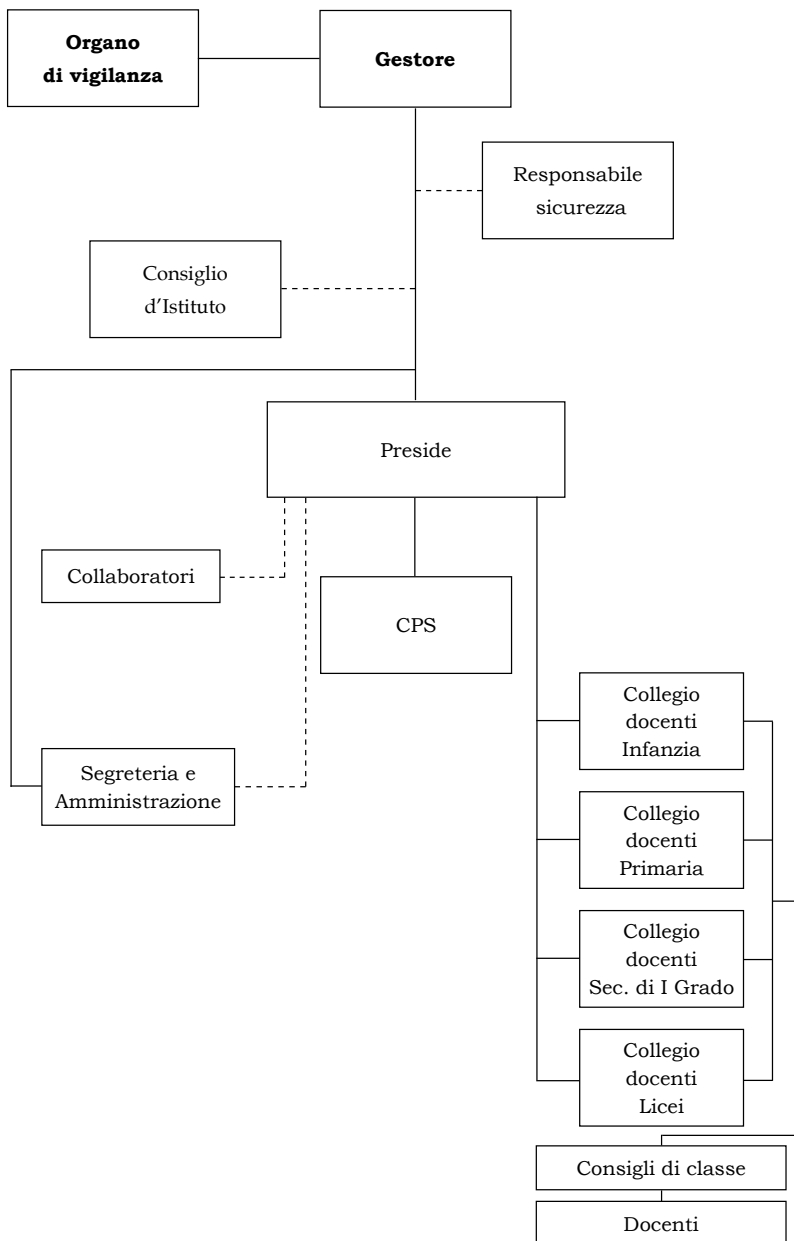 Organo
di vigilanza
Gestore
Responsabile
sicurezza
Consiglio
d'Istituto
Preside
Collaboratori
CPS
Collegio
docenti
Infanzia
Segreteria e
Amministrazione
Collegio
docenti
Primaria
Collegio
docenti
Sec. di I Grado
Collegio
docenti
Licei
Consigli di classe
Docenti